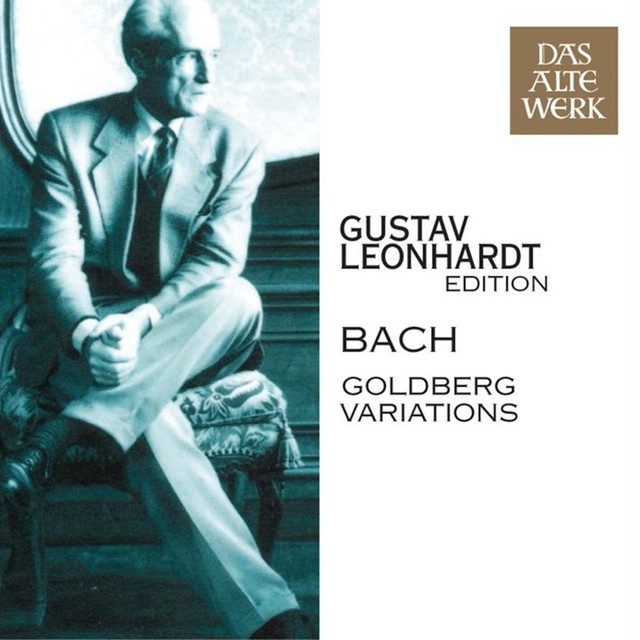 DAS
ALTE
WERK
GUSTAV
LEONHARDT
EDITION
BACH
GOLDBERG
VARIATIONS